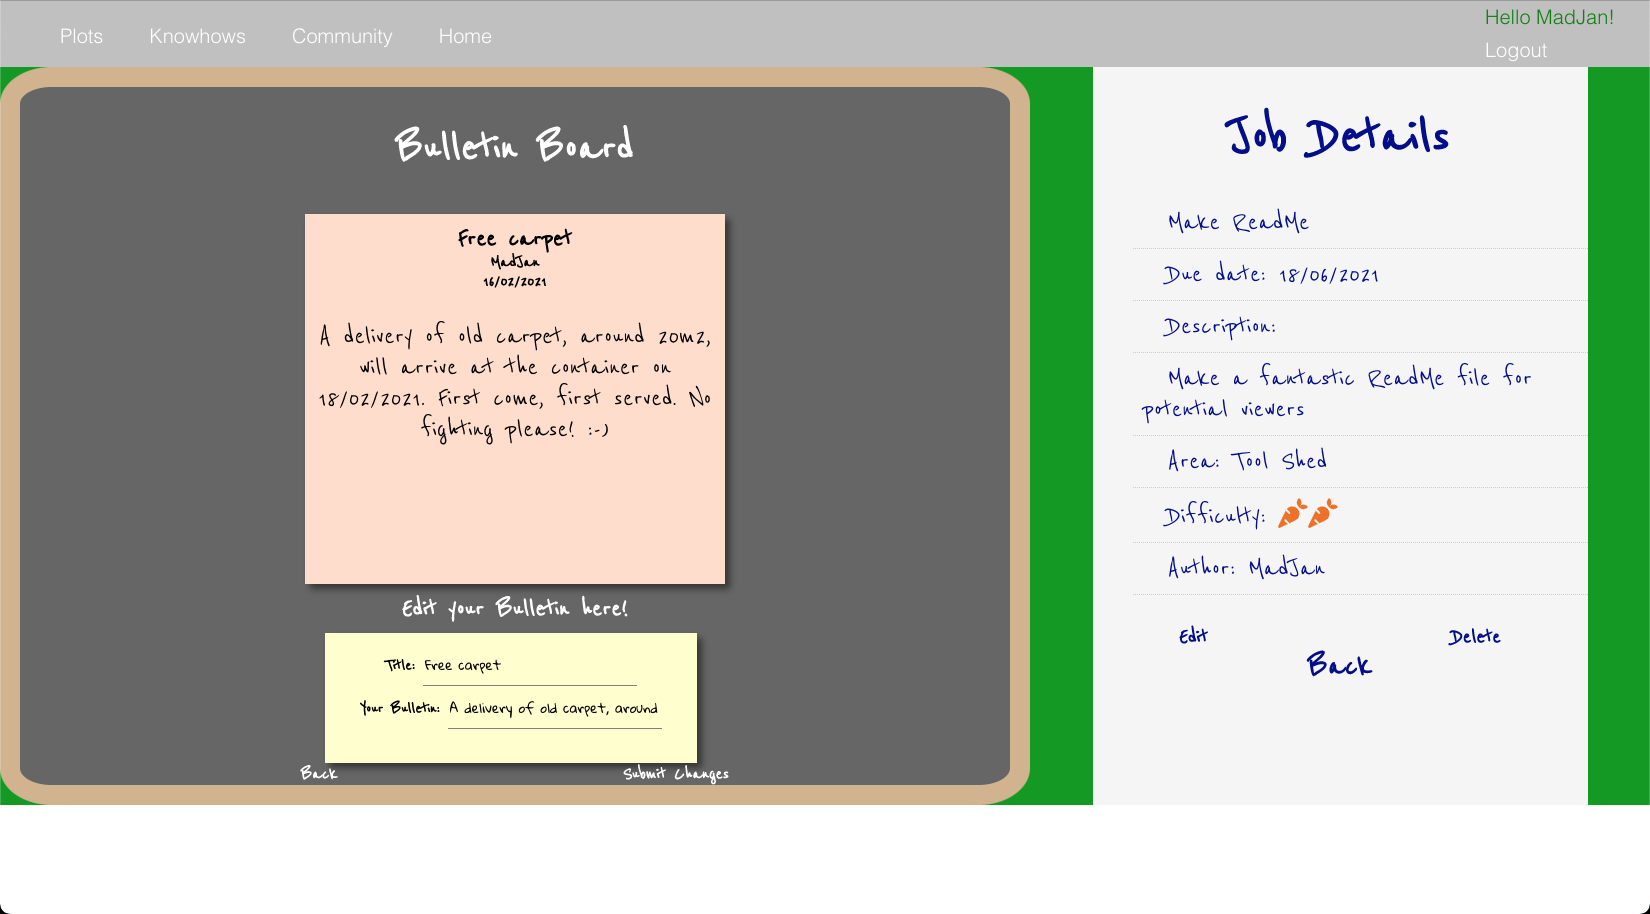 Plots Knowhows Community Home
Hello MadJan!
Logout
Bulletin Board
Free carpet
MadJan
16/02/2021
A delivery of old carpet, around 20m2,
will arrive at the container on
18/02/2021. First come, first served. No
fighting please! :-)
Edit your Bulletin here!
Title: Free carpet
Your Bulletin: A delivery of old carpet, around
Back Submit Changes
Job Details
Make ReadMe
Due date: 18/06/2021
Description:
Make a fantastic ReadMe file for
potential viewers
Area: Tool Shed
Difficulty:
Author: MadJan
Edit Delete
Back